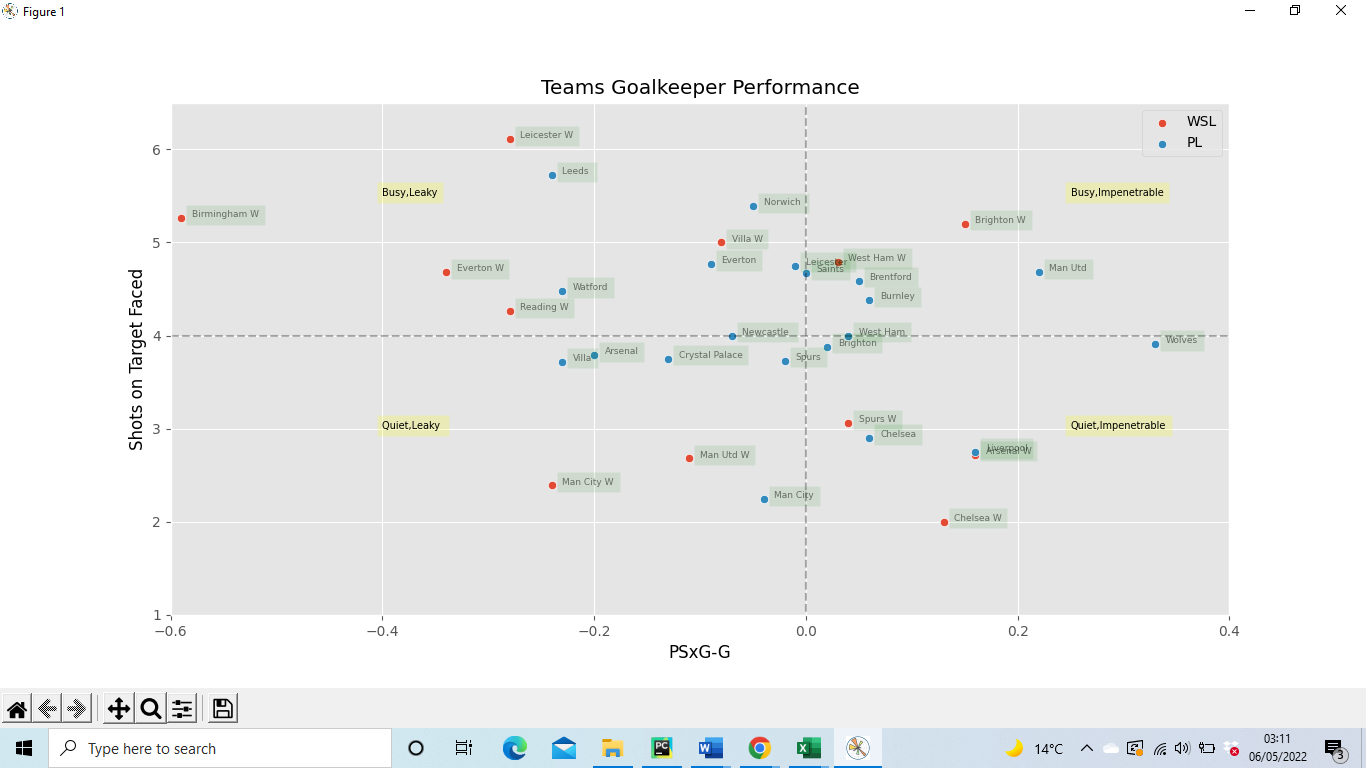 Figure 1
Teams Goalkeeper Performance
WSL
PL
Leicester W
Leeds
Busy,Leaky
Busy,Impenetrable
Norwich
Birmingham W
Brighton W
Villa W
Everton
Leicester
West Ham W
Saints
Everton W
Man Utd
Brentford
Watford
Burnley
Reading W
Newcastle
West Ham
Wolves
Brighton
Arsenal
Villa
Crystal Palace
Spurs
Spurs W
Quiet,Leaky
Quiet,Impenetrable
Chelsea
Liverpool
Arsenal W
Man Utd W
Man City W
Man City
Chelsea W
6
5
4
3
2
1
Shots on Target Faced
−0.6
−0.4
−0.2
0.0
0.2
0.4
PSxG-G
Type here to search
14°C
03:11
06/05/2022
3